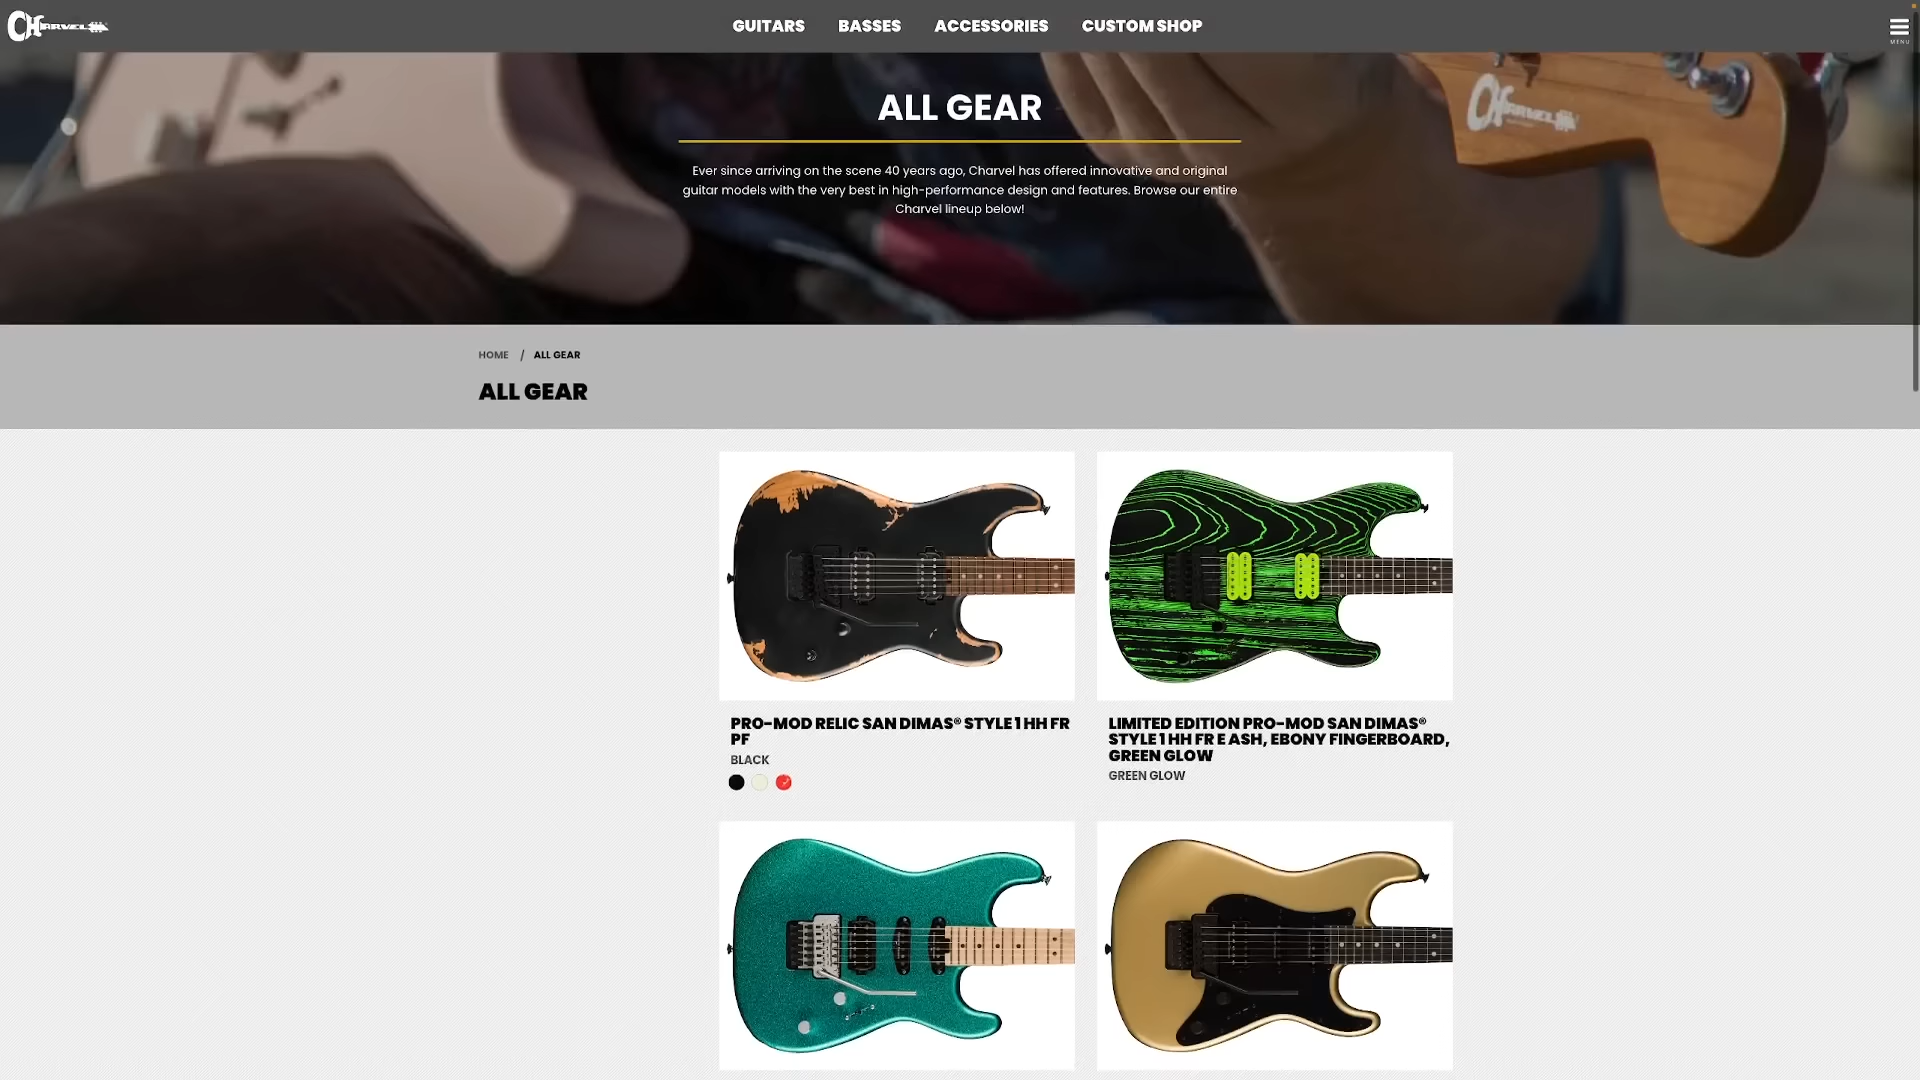 CHARVEL
GUITARS
BASSES
ACCESSORIES
CUSTOM SHOP
MENU
ALL GEAR
CHARVEL
Ever since arriving on the scene 40 years ago, Charvel has offered innovative and original
guitar models with the very best in high-performance design and features. Browse our entire
Charvel lineup below!
HOME / ALL GEAR
ALL GEAR
PRO-MOD RELIC SAN DIMAS® STYLE 1 HH FR
PF
BLACK
LIMITED EDITION PRO-MOD SAN DIMAS®
STYLE 1 HH FR E ASH, EBONY FINGERBOARD,
GREEN GLOW
GREEN GLOW